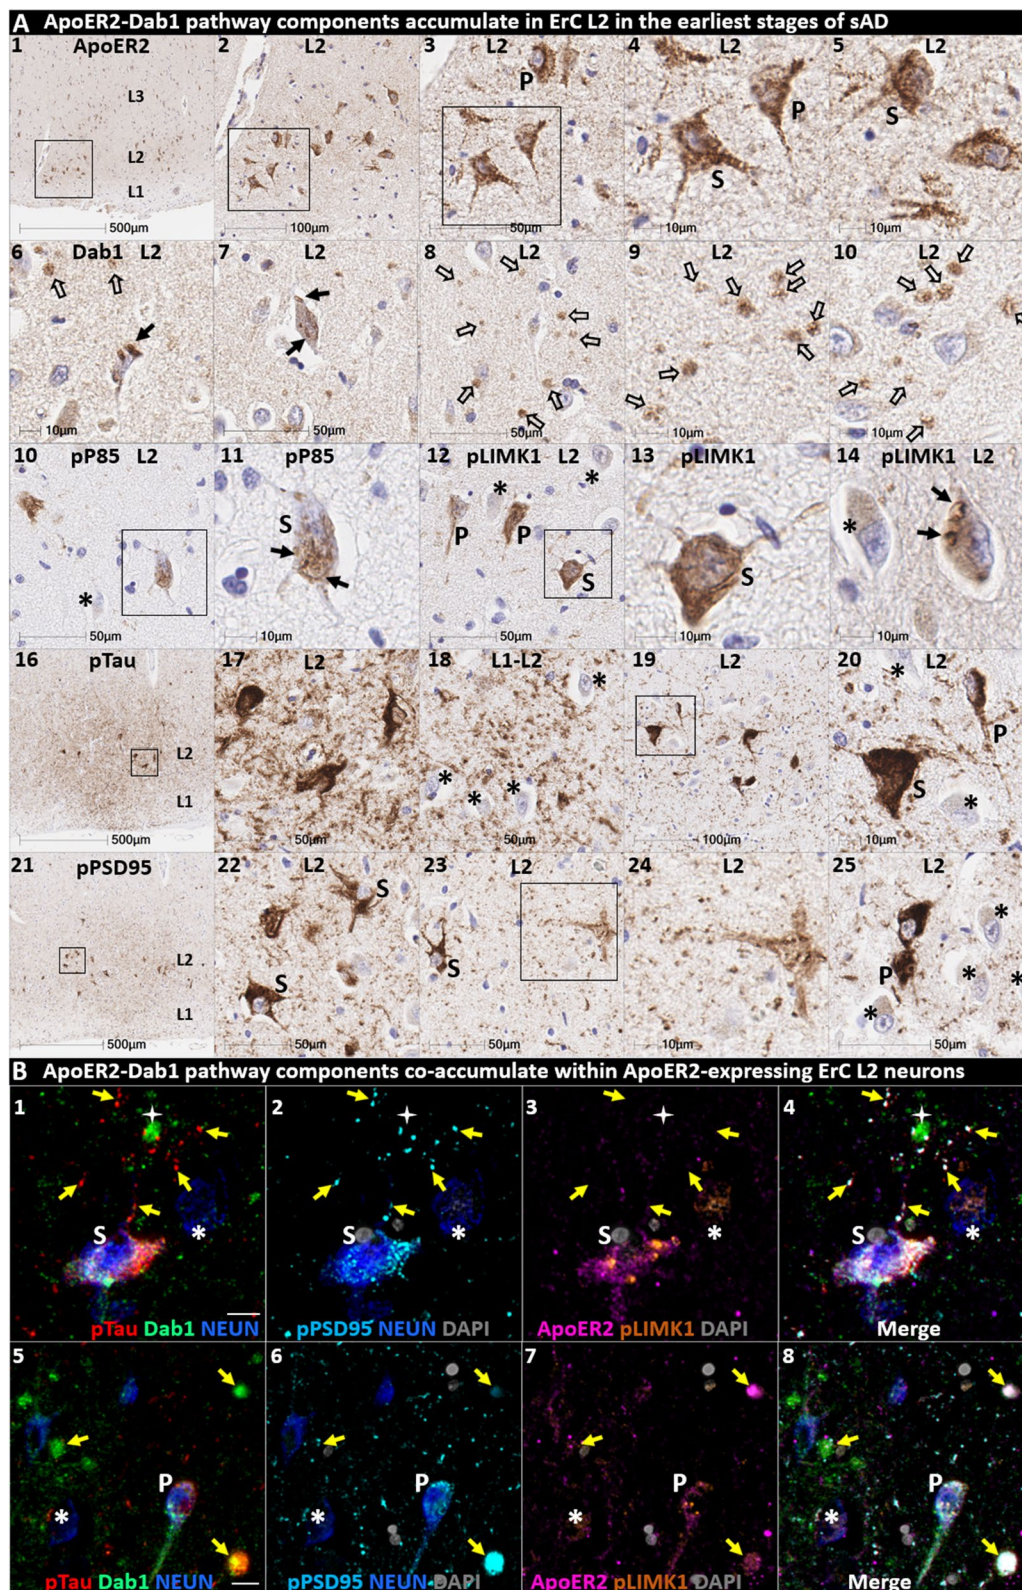 A ApoER2-Dab1 pathway components accumulate in ErC L2 in the earliest stages of sAD
1 ApoER2
L3
L2
L1
500µm
2 L2
100µm
3 L2
P
50µm
4 L2
P
S
10µm
5 L2
S
10µm
6 Dab1 L2
10µm
7 L2
50µm
8 L2
50µm
9 L2
10µm
10 L2
10µm
10 pP85 L2
*
50µm
11 pP85
S
10µm
12 pLIMK1 L2
* *
P P
S
50µm
13 pLIMK1
S
10µm
14 pLIMK1 L2
*
10µm
16 pTau
L2
L1
500µm
17 L2
50µm
18 L1-L2
*
* * *
50µm
19 L2
100µm
20 L2
*
P
S
*
10µm
21 pPSD95
L2
L1
500µm
22 L2
S
S
50µm
23 L2
S
50µm
24 L2
10µm
25 L2
*
P * *
*
50µm
B ApoER2-Dab1 pathway components co-accumulate within ApoER2-expressing ErC L2 neurons
1
S *
pTau Dab1 NEUN
2
S *
pPSD95 NEUN DAPI
3
S *
ApoER2 pLIMK1 DAPI
4
S *
Merge
5
P
*
pTau Dab1 NEUN
6
P
*
pPSD95 NEUN DAPI
7
P
*
ApoER2 pLIMK1 DAPI
8
P
*
Merge